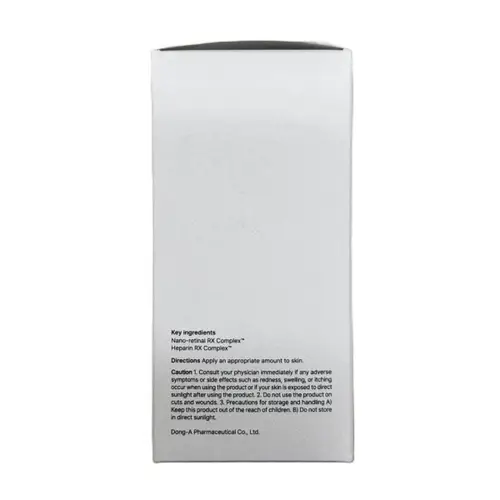 Key ingredients
Nano-retinal RX Complex™
Heparin RX Complex™
Directions Apply an appropriate amount to skin.
Caution 1. Consult your physician immediately if any adverse
symptoms or side effects such as redness, swelling, or itching
occur when using the product or if your skin is exposed to direct
sunlight after using the product. 2. Do not use the product on
cuts and wounds. 3. Precautions for storage and handling A)
Keep this product out of the reach of children. B) Do not store
in direct sunlight.
Dong-A Pharmaceutical Co., Ltd.